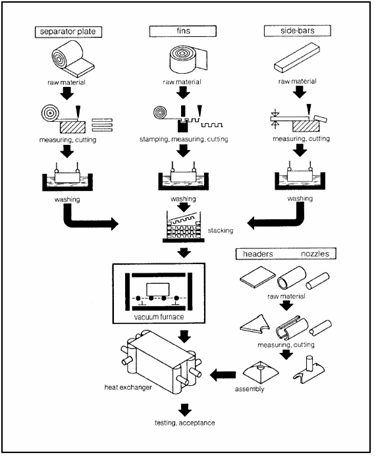 separator plate
fins
side-bars
raw material
raw material
raw material
measuring, cutting
stamping, measuring, cutting
measuring, cutting
washing
washing
washing
stacking
headers nozzles
raw material
vacuum furnace
measuring, cutting
heat exchanger
assembly
testing, acceptance